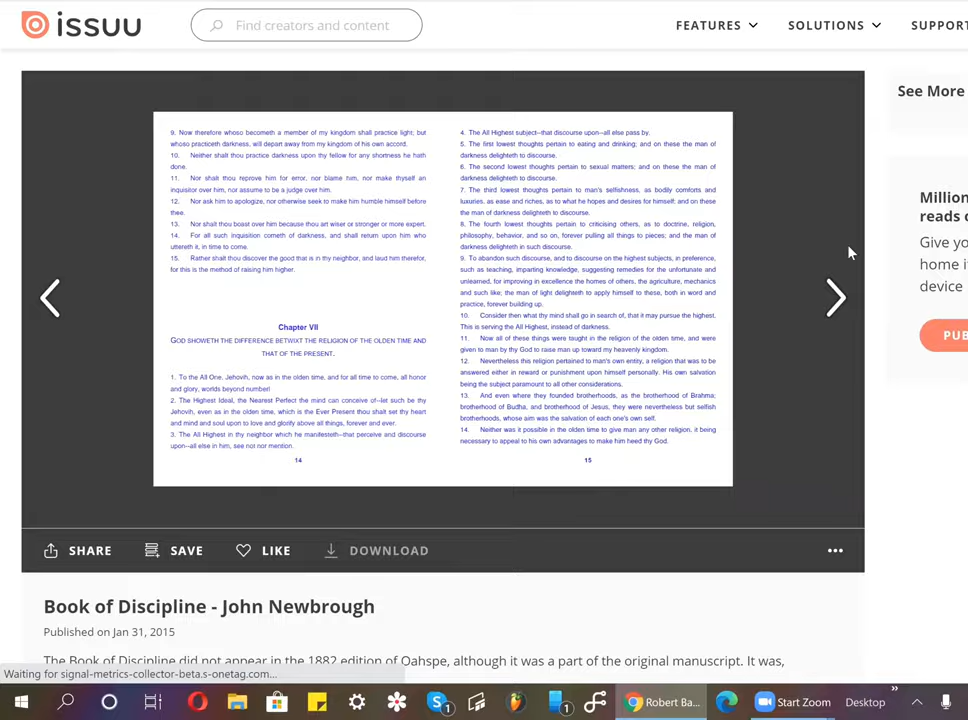 issuu
Find creators and content
FEATURES
SOLUTIONS
SUPPORT
9. Now therefore whoso becometh a member of my kingdom shall practice light; but
whoso practiceth darkness, will depart away from my kingdom of his own accord.
10. Neither shalt thou practice darkness upon thy fellow for any shortness he hath
done.
11. Nor shalt thou reprove him for error, nor blame him, nor make thyself an
inquisitor over him, nor assume to be a judge over him.
12. Nor ask him to apologize, nor otherwise seek to make him humble himself before
thee.
13. Nor shalt thou boast over him because thou art wiser or stronger or more expert.
14. For all such inquisition cometh of darkness, and shall return upon him who
uttereth it, in time to come.
15. Rather shalt thou discover the good that is in thy neighbor, and laud him therefor,
for this is the method of raising him higher.
Chapter VII
GOD SHOWETH THE DIFFERENCE BETWIXT THE RELIGION OF THE OLDEN TIME AND
THAT OF THE PRESENT.
1. To the All One, Jehovih, now as in the olden time, and for all time to come, all honor
and glory, worlds beyond number!
2. The Highest Ideal, the Nearest Perfect the mind can conceive of--let such be thy
Jehovih, even as in the olden time, which is the Ever Present thou shalt set thy heart
and mind and soul upon to love and glorify above all things, forever and ever.
3. The All Highest in thy neighbor which he manifesteth--that perceive and discourse
upon--all else in him, see not nor mention.
14
4. The All Highest subject--that discourse upon--all else pass by.
5. The first lowest thoughts pertain to eating and drinking; and on these the man of
darkness delighteth to discourse.
6. The second lowest thoughts pertain to sexual matters; and on these the man of
darkness delighteth to discourse.
7. The third lowest thoughts pertain to man's selfishness, as bodily comforts and
luxuries, as ease and riches, as to what he hopes and desires for himself; and on these
the man of darkness delighteth to discourse.
8. The fourth lowest thoughts pertain to criticising others, as to doctrine, religion,
philosophy, behavior, and so on, forever pulling all things to pieces; and the man of
darkness delighteth in such discourse.
9. To abandon such discourse, and to discourse on the highest subjects, in preference,
such as teaching, imparting knowledge, suggesting remedies for the unfortunate and
unlearned, for improving in excellence the homes of others, the agriculture, mechanics
and such like; the man of light delighteth to apply himself to these, both in word and
practice, forever building up.
10. Consider then what thy mind shall go in search of, that it may pursue the highest.
This is serving the All Highest, instead of darkness.
11. Now all of these things were taught in the religion of the olden time, and were
given to man by thy God to raise man up toward my heavenly kingdom.
12. Nevertheless this religion pertained to man's own entity, a religion that was to be
answered either in reward or punishment upon himself personally. His own salvation
being the subject paramount to all other considerations.
13. And even where they founded brotherhoods, as the brotherhood of Brahma;
brotherhood of Budha, and brotherhood of Jesus, they were nevertheless but selfish
brotherhoods, whose aim was the salvation of each one's own self.
14. Neither was it possible in the olden time to give man any other religion, it being
necessary to appeal to his own advantages to make him heed thy God.
15
See More
Million
reads
Give yo
home i
device
PUB
SHARE
SAVE
LIKE
DOWNLOAD
Book of Discipline - John Newbrough
Published on Jan 31, 2015
The Book of Discipline did not appear in the 1882 edition of Oahspe, although it was a part of the original manuscript. It was,
Waiting for signal-metrics-collector-beta.s-onetag.com...
1
1
Robert Ba...
Start Zoom
Desktop